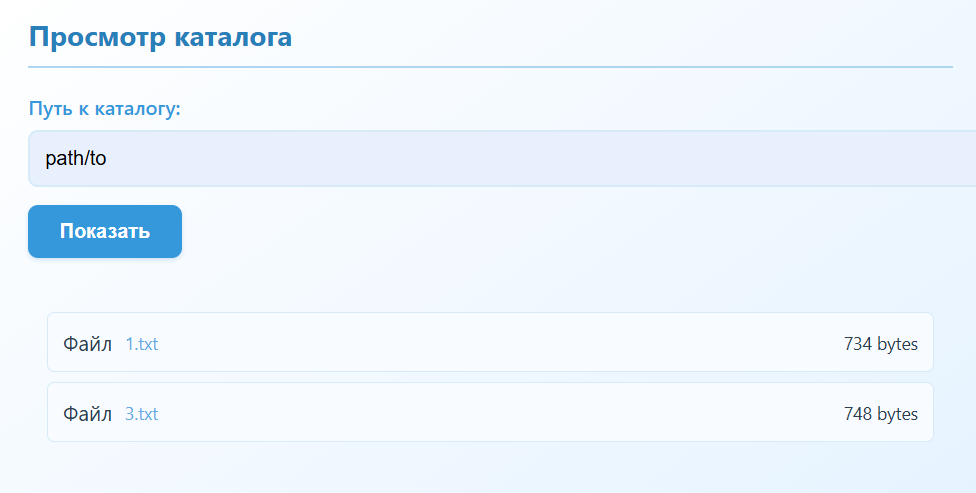 Просмотр каталога
Путь к каталогу:
path/to
Показать
Файл 1.txt 734 bytes
Файл 3.txt 748 bytes